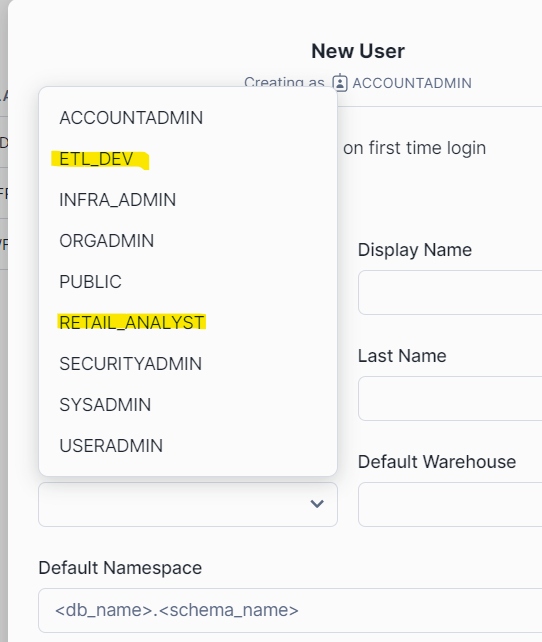 New User
Creating as ACCOUNTADMIN
on first time login
ACCOUNTADMIN
ETL_DEV
INFRA_ADMIN
ORGADMIN
PUBLIC
RETAIL_ANALYST
SECURITYADMIN
SYSADMIN
USERADMIN
Display Name
Last Name
Default Warehouse
Default Namespace
<db_name>.<schema_name>